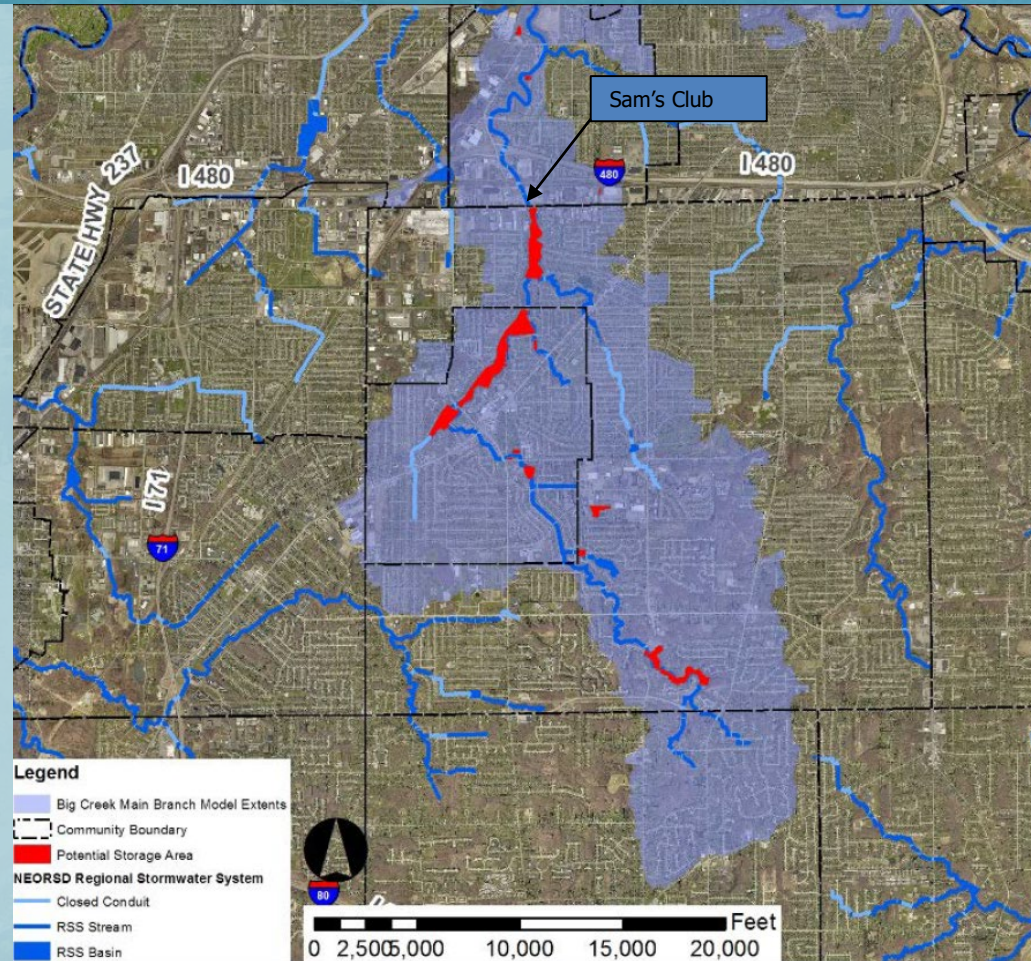 Sam's Club
I 480
480
I 480
STATE HWY 237
I 71
71
Legend
Big Creek Main Branch Model Extents
Community Boundary
Potential Storage Area
NEORSD Regional Stormwater System
Closed Conduit
RSS Stream
RSS Basin
80
Feet
0 2,500 5,000 10,000 15,000 20,000